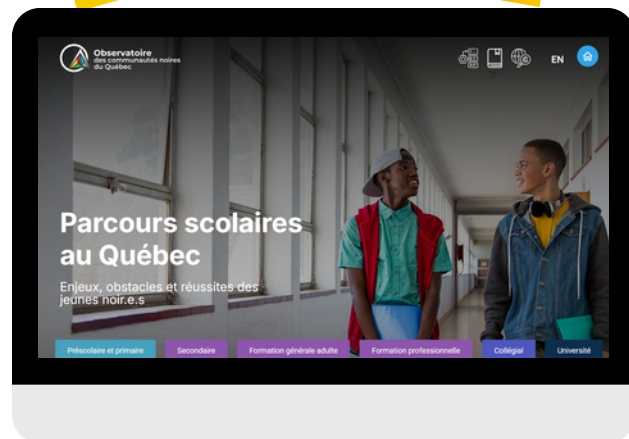 Observatoire
des communautés noires
du Québec
EN
Parcours scolaires
au Québec
Enjeux, obstacles et réussites des
jeunes noir.e.s
Préscolaire et primaire
Secondaire
Formation générale adulte
Formation professionnelle
Collégial
Université